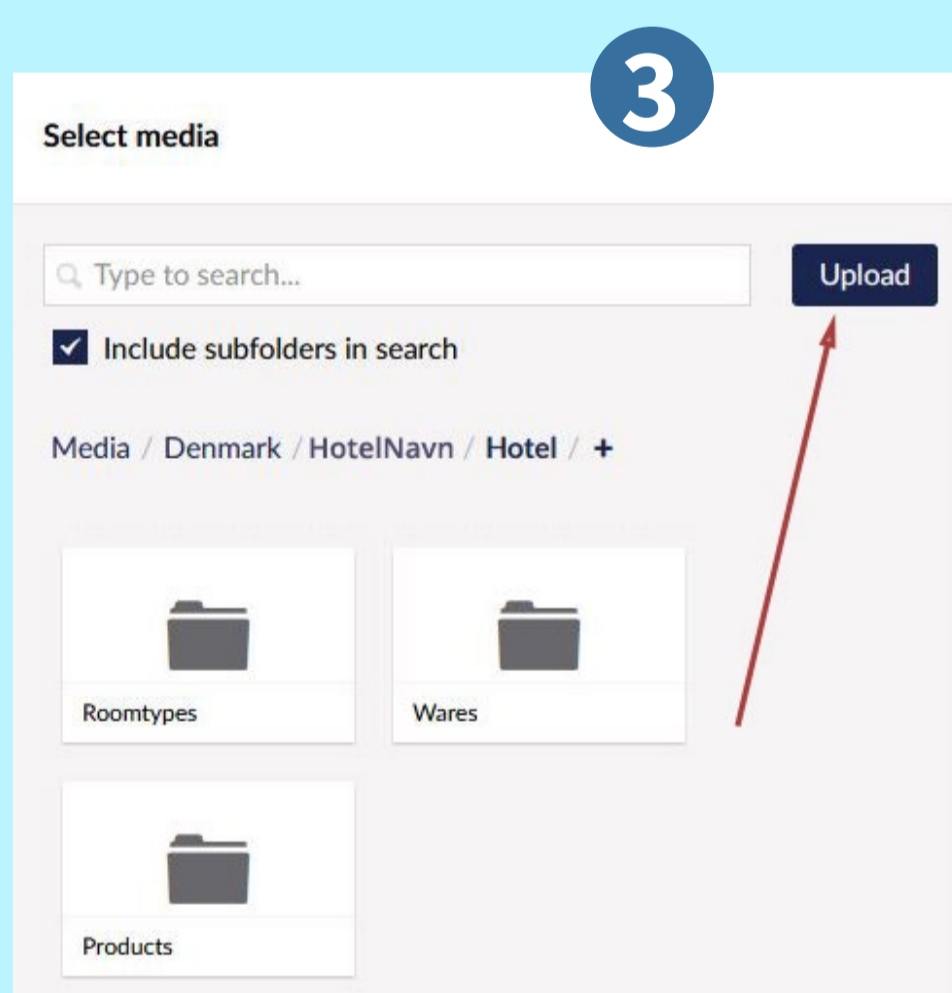 3
Select media
Type to search...
Upload
Include subfolders in search
Media / Denmark / HotelNavn / Hotel / +
Roomtypes
Wares
Products